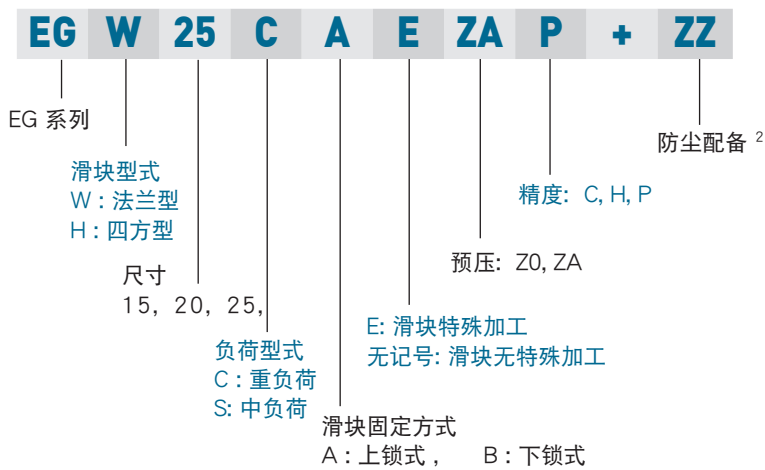 EG W 25 C A E ZA P + ZZ
EG 系列
防尘配备 2
滑块型式
W : 法兰型
H : 四方型
精度: C, H, P
预压: Z0, ZA
尺寸
15, 20, 25,
E: 滑块特殊加工
无记号: 滑块无特殊加工
负荷型式
C : 重负荷
S: 中负荷
滑块固定方式
A : 上锁式 , B : 下锁式